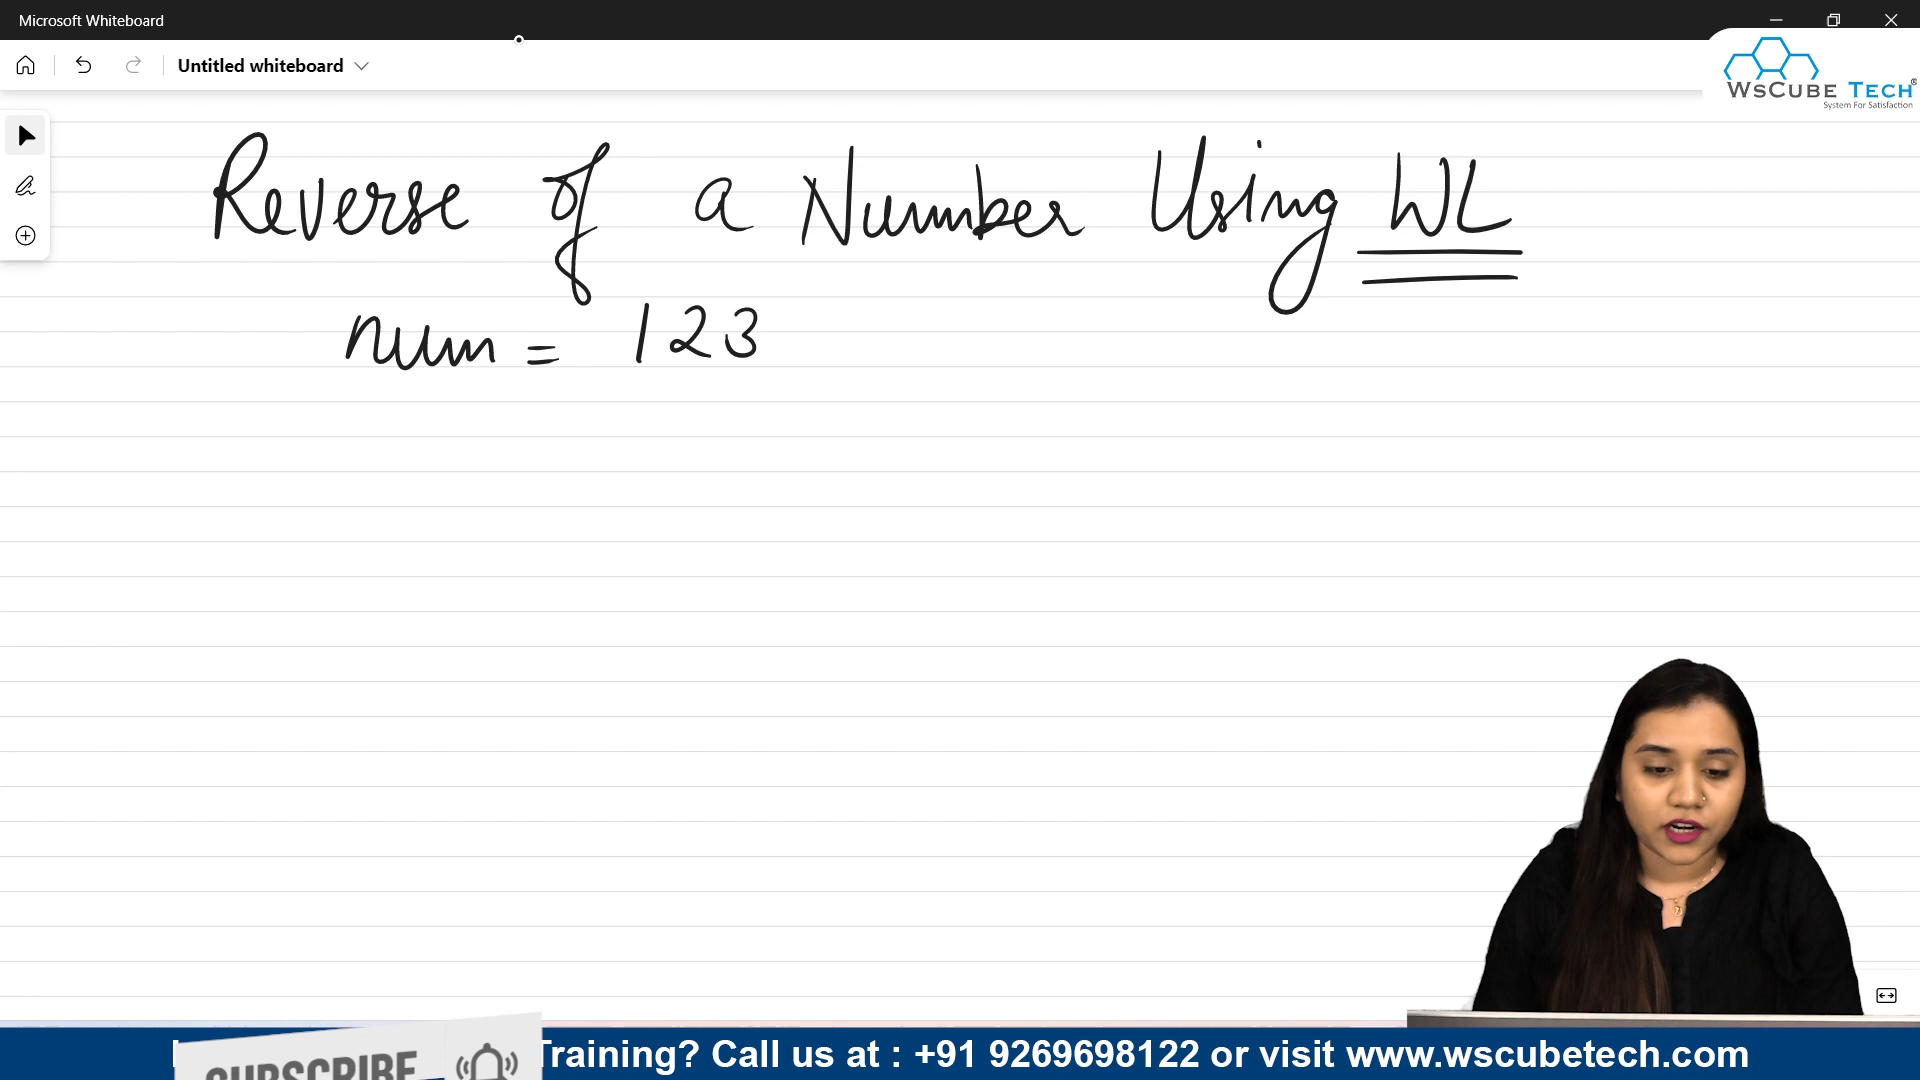 Microsoft Whiteboard
Untitled whiteboard
WsCube Tech®
System For Satisfaction
Reverse of a Number Using WL
num = 123
SUBSCRIBE
Training? Call us at : +91 9269698122 or visit www.wscubetech.com